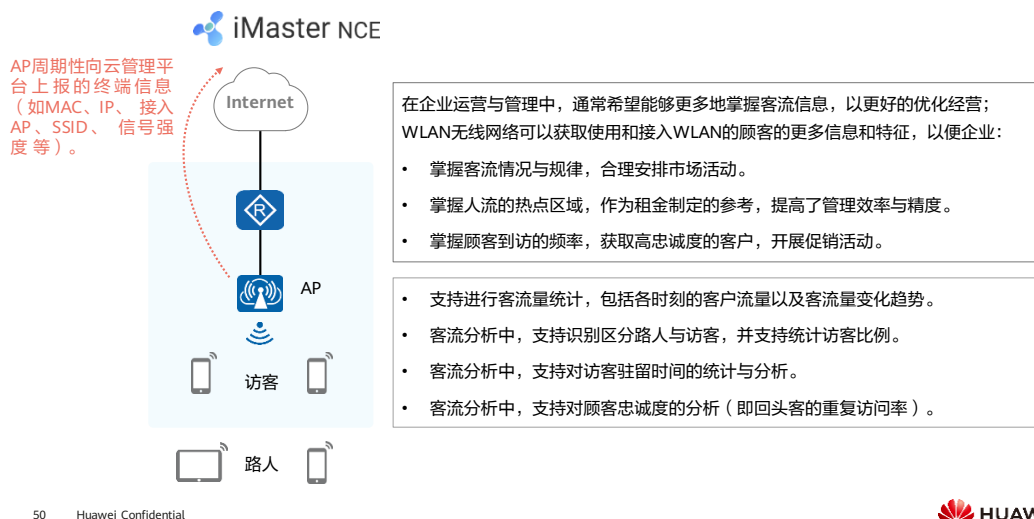 iMaster NCE
AP周期性向云管理平
台上报的终端信息
（如MAC、IP、 接入
AP、SSID、 信号强
度 等）。
Internet
R
AP
访客
路人
在企业运营与管理中，通常希望能够更多地掌握客流信息，以更好的优化经营；
WLAN无线网络可以获取使用和接入WLAN的顾客的更多信息和特征，以便企业：
• 掌握客流情况与规律，合理安排市场活动。
• 掌握人流的热点区域，作为租金制定的参考，提高了管理效率与精度。
• 掌握顾客到访的频率，获取高忠诚度的客户，开展促销活动。
• 支持进行客流量统计，包括各时刻的客户流量以及客流量变化趋势。
• 客流分析中，支持识别区分路人与访客，并支持统计访客比例。
• 客流分析中，支持对访客驻留时间的统计与分析。
• 客流分析中，支持对顾客忠诚度的分析（即回头客的重复访问率）。
50 Huawei Confidential
HUAW